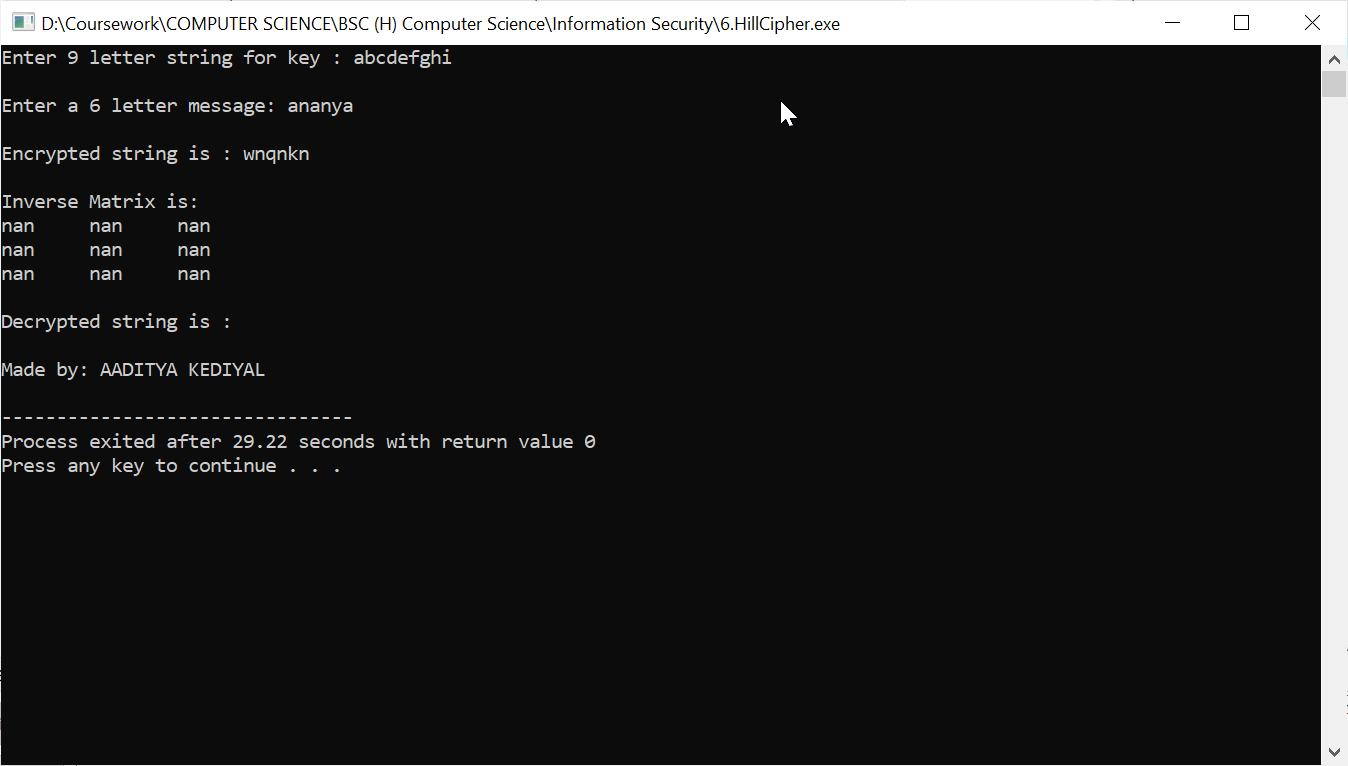 D:\Coursework\COMPUTER SCIENCE\BSC (H) Computer Science\Information Security\6.HillCipher.exe
Enter 9 letter string for key : abcdefghi
Enter a 6 letter message: ananya
Encrypted string is : wnqnkn
Inverse Matrix is:
nan     nan     nan
nan     nan     nan
nan     nan     nan
Decrypted string is :
Made by: AADITYA KEDIYAL
--------------------------------
Process exited after 29.22 seconds with return value 0
Press any key to continue . . .